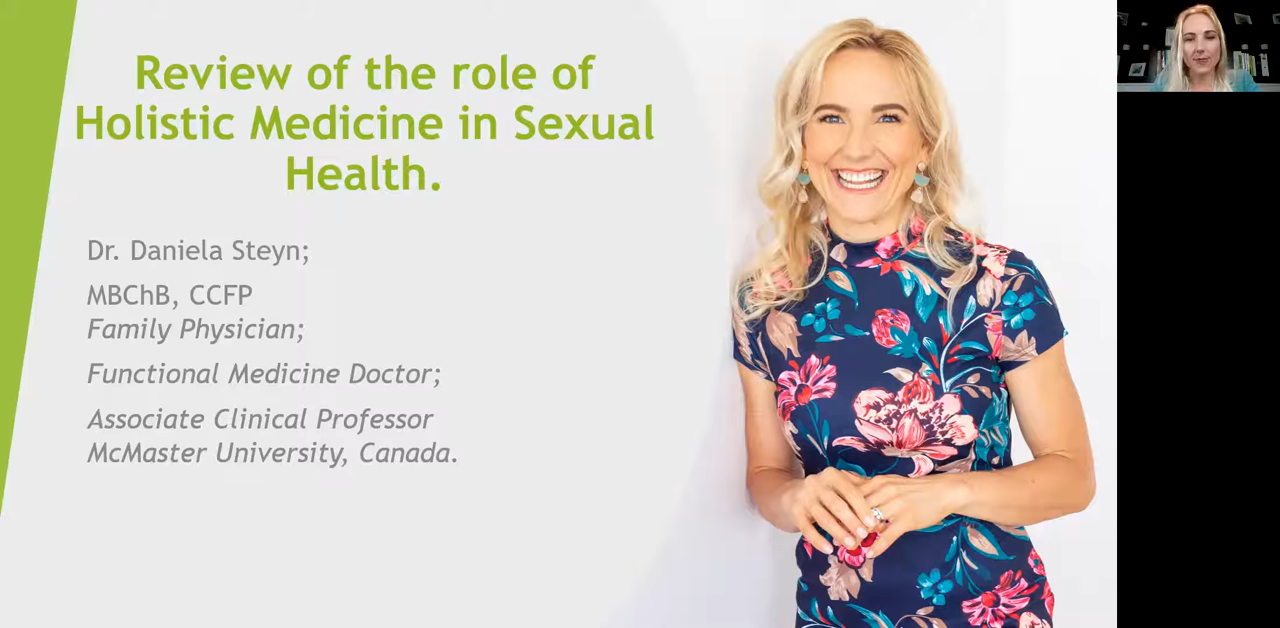 Review of the role of
Holistic Medicine in Sexual
Health.
Dr. Daniela Steyn;
MBChB, CCFP
Family Physician;
Functional Medicine Doctor;
Associate Clinical Professor
McMaster University, Canada.